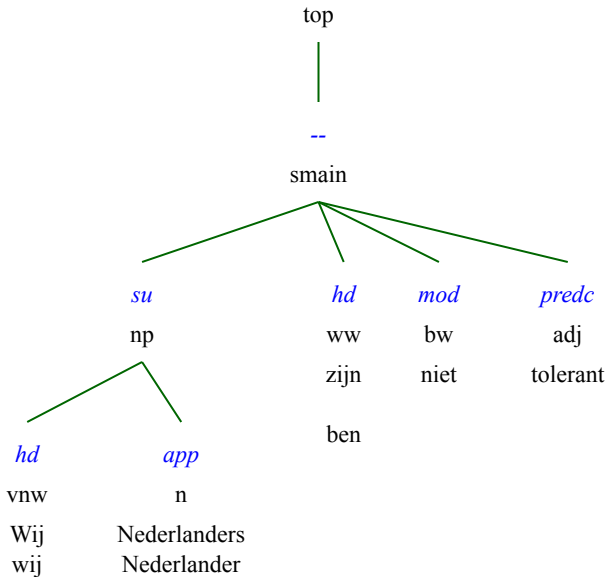 top
--
smain
su hd mod predc
np ww bw adj
zijn niet tolerant
ben
hd app
vnw n
Wij Nederlanders
wij Nederlander